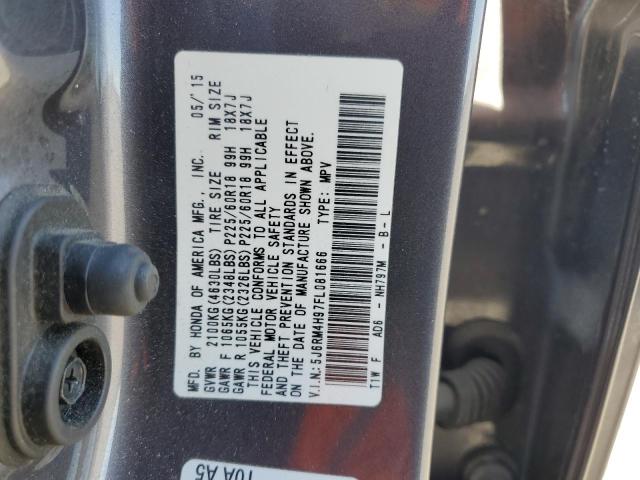 MFD. BY HONDA OF AMERICA MFG., INC. 05/'15
GVWR 2100KG(4630LBS) TIRE SIZE RIM SIZE
GAWR F 1065KG(2348LBS)P225/60R18 99H 18X7J
GAWR R 1055KG(2326LBS)P225/60R18 99H 18X7J
THIS VEHICLE CONFORMS TO ALL APPLICABLE
FEDERAL MOTOR VEHICLE SAFETY
AND THEFT PREVENTION STANDARDS IN EFFECT
ON THE DATE OF MANUFACTURE SHOWN ABOVE.
V.I.N.:5J6RM4H97FL081666 TYPE: MPV
T1W F AD6 - NH797M - B - L
10A A5